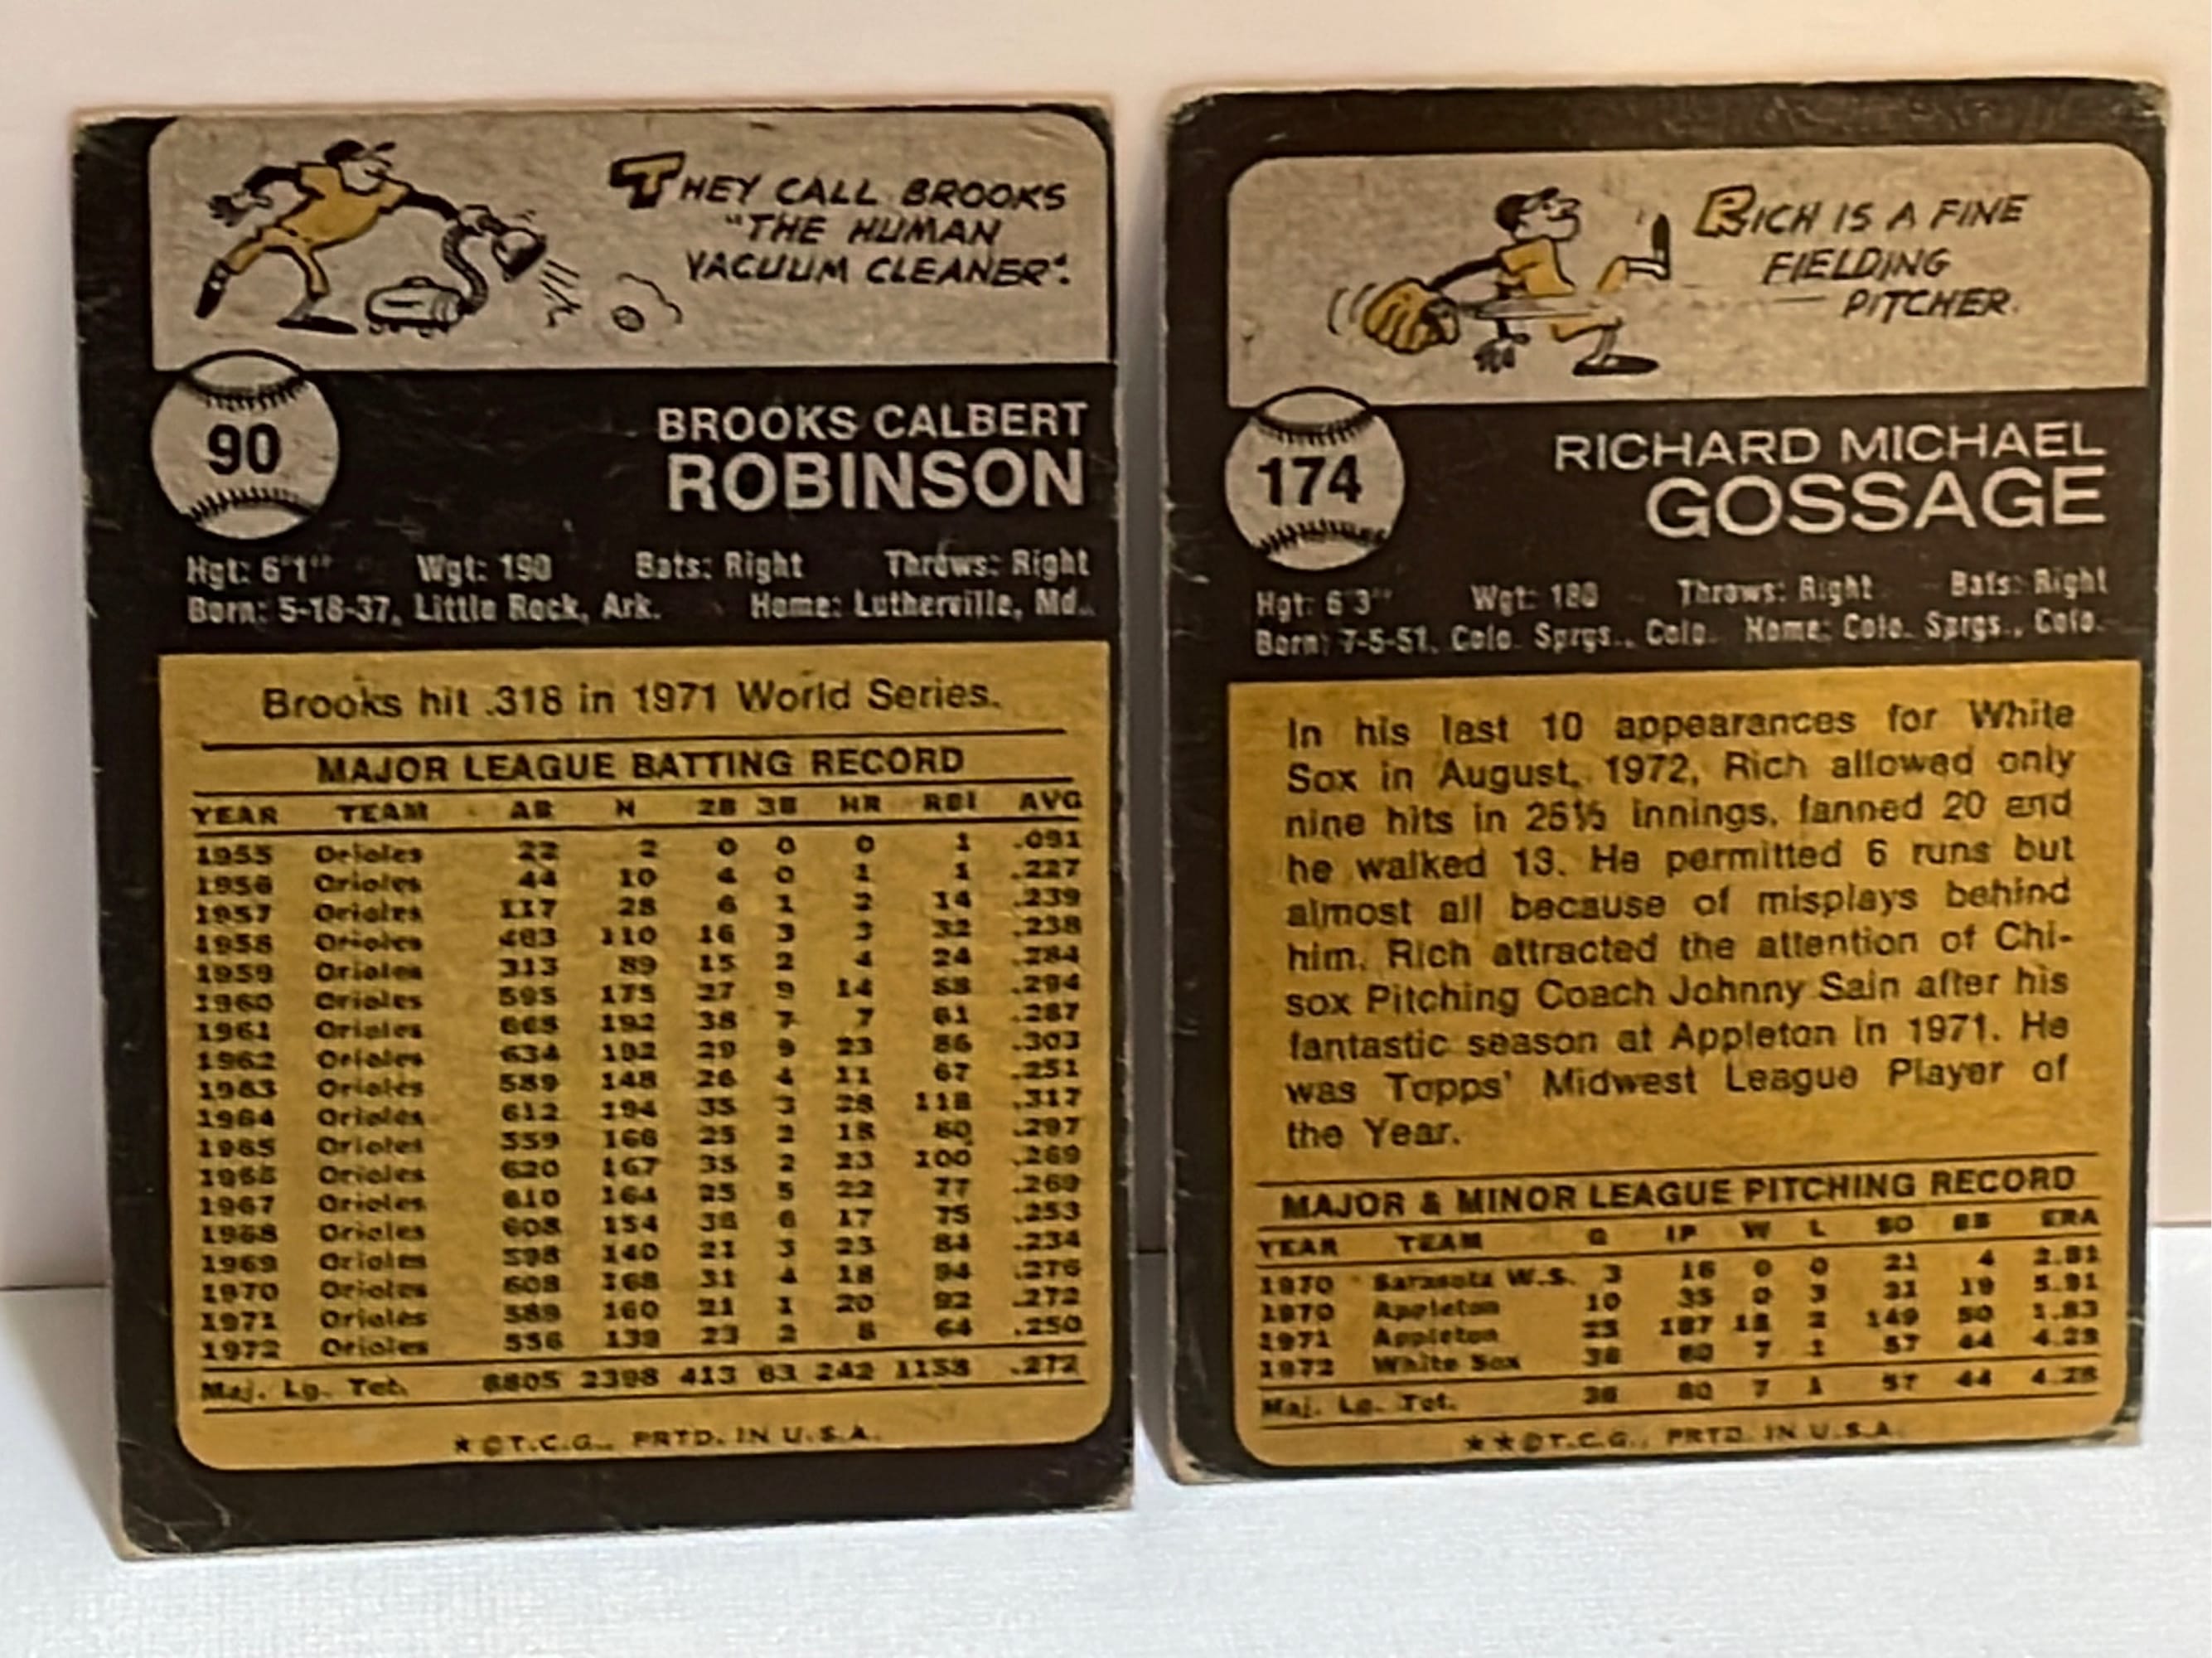 THEY CALL BROOKS
"THE HUMAN
VACUUM CLEANER".
90
BROOKS CALBERT
ROBINSON
Hgt: 6'1" Wgt: 190 Bats: Right Throws: Right
Born: 5-18-37, Little Rock, Ark. Home: Lutherville, Md.
Brooks hit .318 in 1971 World Series.
MAJOR LEAGUE BATTING RECORD
YEAR TEAM AB H 2B 3B HR RBI AVG
1955 Orioles 22 2 0 0 0 1 .091
1956 Orioles 44 10 4 0 1 1 .227
1957 Orioles 117 28 6 1 2 14 .239
1958 Orioles 463 110 16 3 3 32 .238
1959 Orioles 313 89 15 2 4 24 .284
1960 Orioles 595 175 27 9 14 88 .294
1961 Orioles 668 192 38 7 7 61 .287
1962 Orioles 634 192 29 9 23 86 .303
1963 Orioles 589 148 26 4 11 67 .251
1964 Orioles 612 194 35 3 28 118 .317
1965 Orioles 559 166 25 2 18 80 .297
1966 Orioles 620 167 35 2 23 100 .269
1967 Orioles 610 164 25 5 22 77 .269
1968 Orioles 608 154 36 6 17 75 .253
1969 Orioles 598 140 21 3 23 84 .234
1970 Orioles 608 168 31 4 18 94 .276
1971 Orioles 589 160 21 1 20 92 .272
1972 Orioles 556 139 23 2 8 64 .250
Maj. Lg. Tot. 8805 2398 413 63 242 1158 .272
★ © T.C.G., PRTD. IN U.S.A.
RICH IS A FINE
FIELDING
PITCHER.
174
RICHARD MICHAEL
GOSSAGE
Hgt: 6'3" Wgt: 180 Throws: Right Bats: Right
Born: 7-5-51, Colo. Sprgs., Colo. Home: Colo. Sprgs., Colo.
In his last 10 appearances for White
Sox in August, 1972, Rich allowed only
nine hits in 25⅓ innings, fanned 20 and
he walked 13. He permitted 6 runs but
almost all because of misplays behind
him. Rich attracted the attention of Chi-
sox Pitching Coach Johnny Sain after his
fantastic season at Appleton in 1971. He
was Topps' Midwest League Player of
the Year.
MAJOR & MINOR LEAGUE PITCHING RECORD
YEAR TEAM G IP W L SO BB ERA
1970 Sarasota W.S. 3 16 0 0 21 4 2.81
1970 Appleton 10 35 0 3 21 19 5.91
1971 Appleton 25 187 18 2 149 50 1.83
1972 White Sox 36 80 7 1 57 44 4.28
Maj. Lg. Tot. 36 80 7 1 57 44 4.28
★ ★ © T.C.G., PRTD. IN U.S.A.